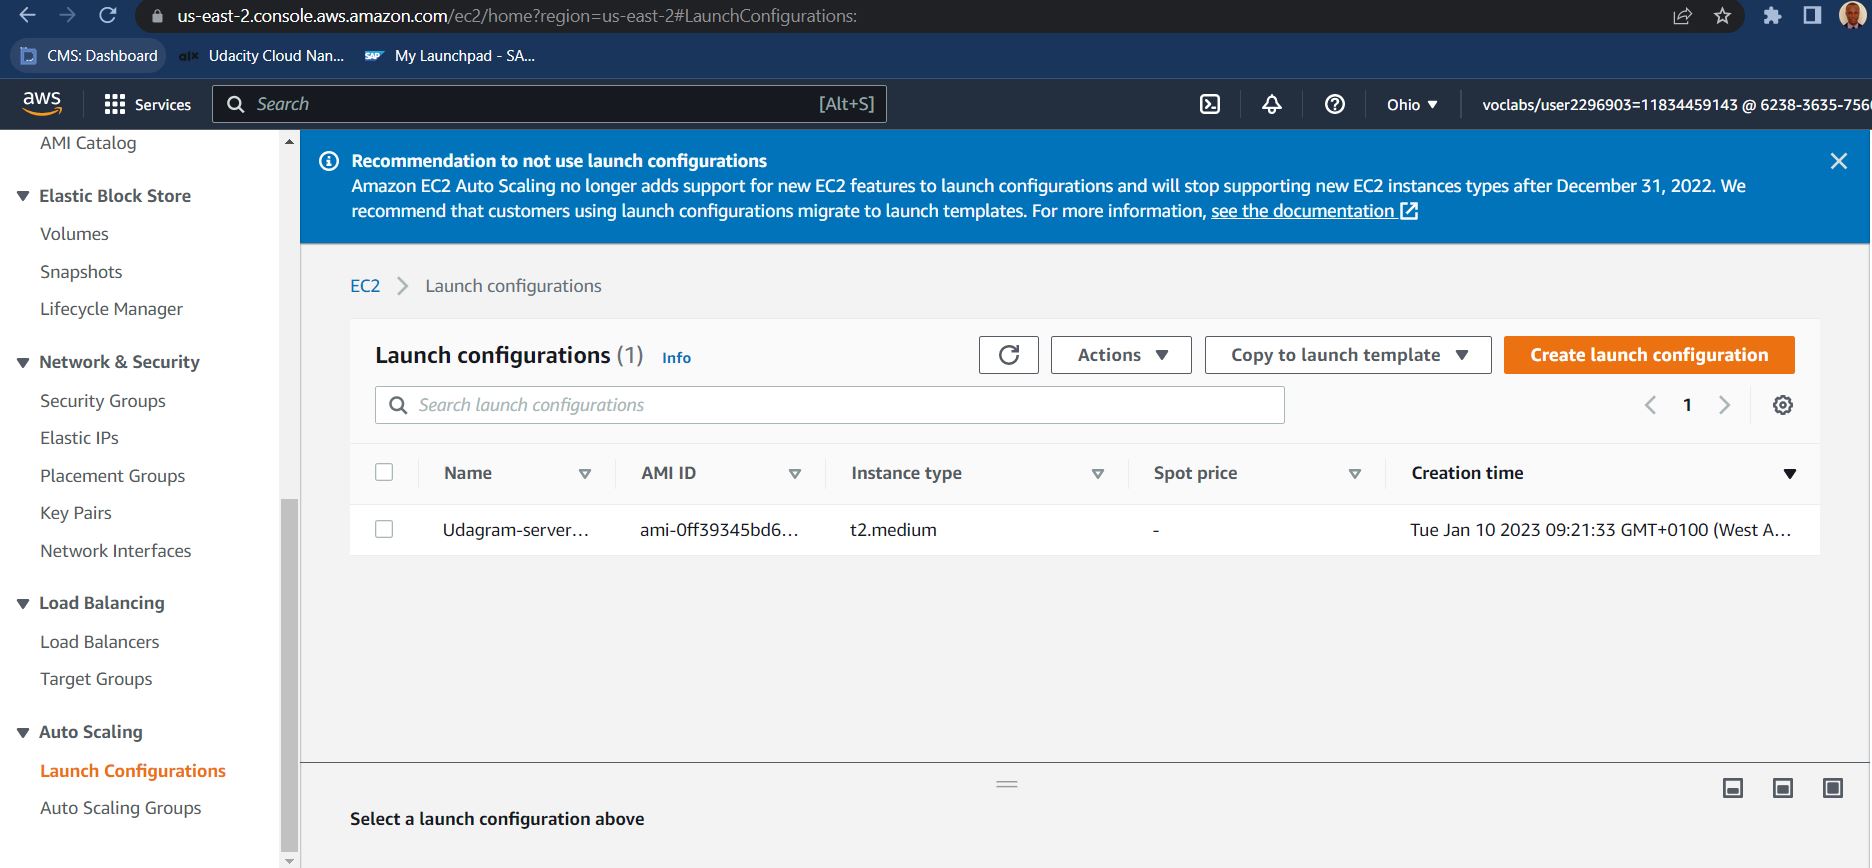 us-east-2.console.aws.amazon.com/ec2/home?region=us-east-2#LaunchConfigurations:
CMS: Dashboard
alx Udacity Cloud Nan...
SAP My Launchpad - SA...
aws
Services
Search [Alt+S]
Ohio
voclabs/user2296903=11834459143 @ 6238-3635-756
AMI Catalog
Elastic Block Store
Volumes
Snapshots
Lifecycle Manager
Network & Security
Security Groups
Elastic IPs
Placement Groups
Key Pairs
Network Interfaces
Load Balancing
Load Balancers
Target Groups
Auto Scaling
Launch Configurations
Auto Scaling Groups
Recommendation to not use launch configurations
Amazon EC2 Auto Scaling no longer adds support for new EC2 features to launch configurations and will stop supporting new EC2 instances types after December 31, 2022. We
recommend that customers using launch configurations migrate to launch templates. For more information, see the documentation
EC2 > Launch configurations
Launch configurations (1) Info
Actions
Copy to launch template
Create launch configuration
Search launch configurations
1
Name AMI ID Instance type Spot price Creation time
Udagram-server... ami-0ff39345bd6... t2.medium - Tue Jan 10 2023 09:21:33 GMT+0100 (West A...
Select a launch configuration above